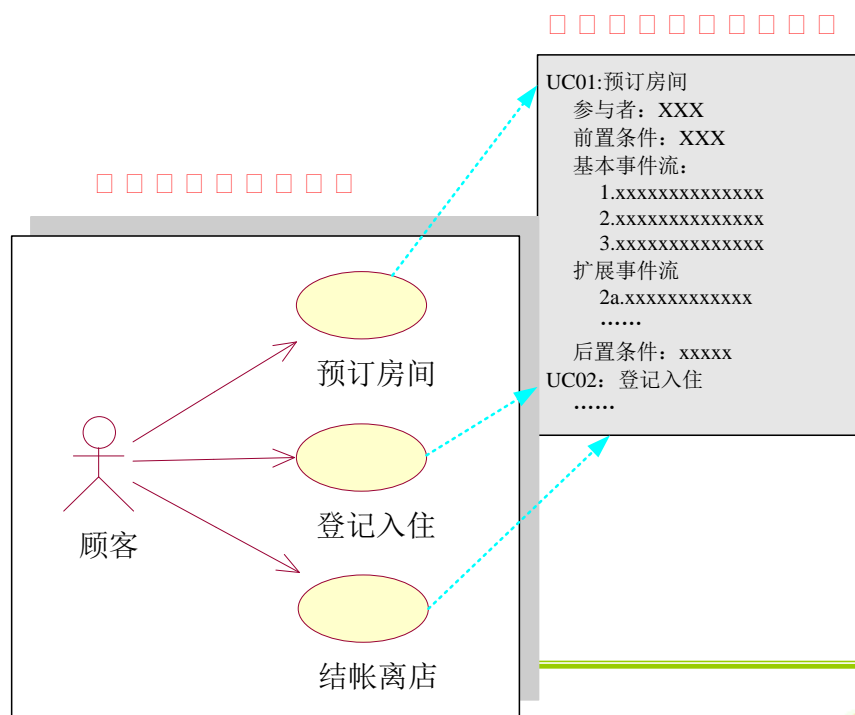 UC01:预订房间
参与者：XXX
前置条件：XXX
基本事件流：
1.xxxxxxxxxxxxxx
2.xxxxxxxxxxxxxx
3.xxxxxxxxxxxxxx
扩展事件流
2a.xxxxxxxxxxxx
……
后置条件：xxxxx
UC02：登记入住
……
预订房间
登记入住
顾客
结帐离店